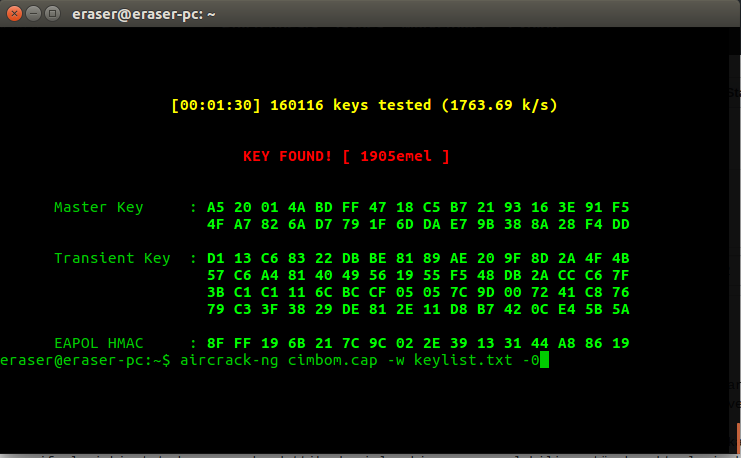 eraser@eraser-pc: ~
[00:01:30] 160116 keys tested (1763.69 k/s)
KEY FOUND! [ 1905emel ]
Master Key : A5 20 01 4A BD FF 47 18 C5 B7 21 93 16 3E 91 F5
4F A7 82 6A D7 79 1F 6D DA E7 9B 38 8A 28 F4 DD
Transient Key : D1 13 C6 83 22 DB BE 81 89 AE 20 9F 8D 2A 4F 4B
57 C6 A4 81 40 49 56 19 55 F5 48 DB 2A CC C6 7F
3B C1 C1 11 6C BC CF 05 05 7C 9D 00 72 41 C8 76
79 C3 3F 38 29 DE 81 2E 11 D8 B7 42 0C E4 5B 5A
EAPOL HMAC : 8F FF 19 6B 21 7C 9C 02 2E 39 13 31 44 A8 86 19
eraser@eraser-pc:~$ aircrack-ng cimbom.cap -w keylist.txt -0